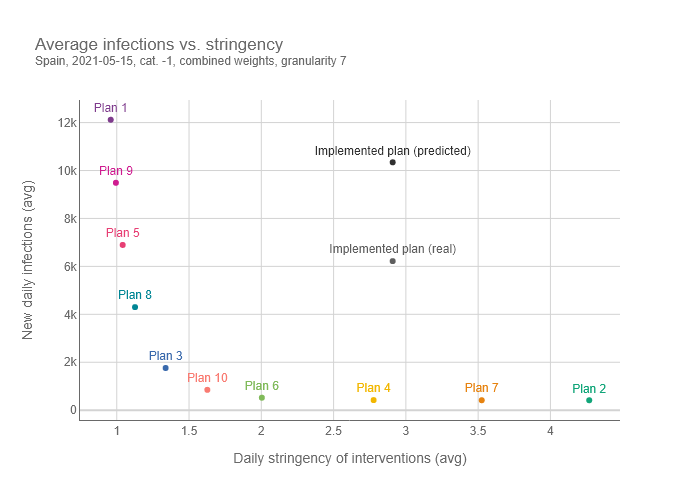 Average infections vs. stringency
Spain, 2021-05-15, cat. -1, combined weights, granularity 7
Plan 1
12k
Implemented plan (predicted)
10k
Plan 9
8k
Plan 5
Implemented plan (real)
6k
Plan 8
4k
Plan 3
2k
Plan 10
Plan 6
Plan 4
Plan 7
Plan 2
0
New daily infections (avg)
1
1.5
2
2.5
3
3.5
4
Daily stringency of interventions (avg)